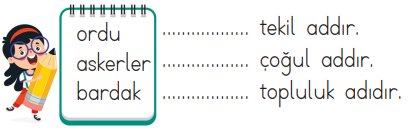 ordu ................... tekil addır.
askerler ................... çoğul addır.
bardak ................... topluluk adıdır.